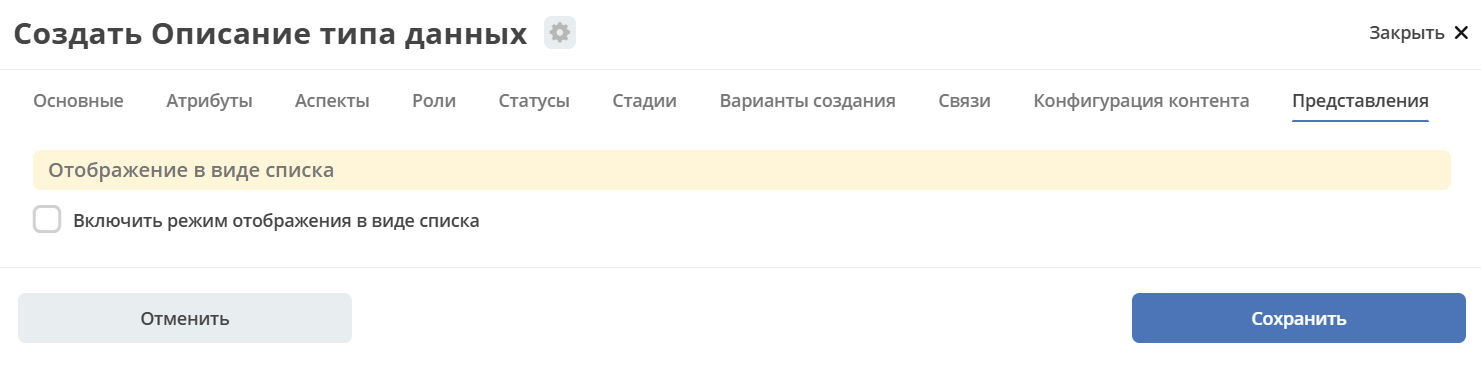 Создать Описание типа данных
Закрыть
Основные Атрибуты Аспекты Роли Статусы Стадии Варианты создания Связи Конфигурация контента Представления
Отображение в виде списка
Включить режим отображения в виде списка
Отменить Сохранить